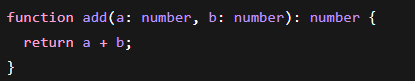 function add(a: number, b: number): number {
  return a + b;
}